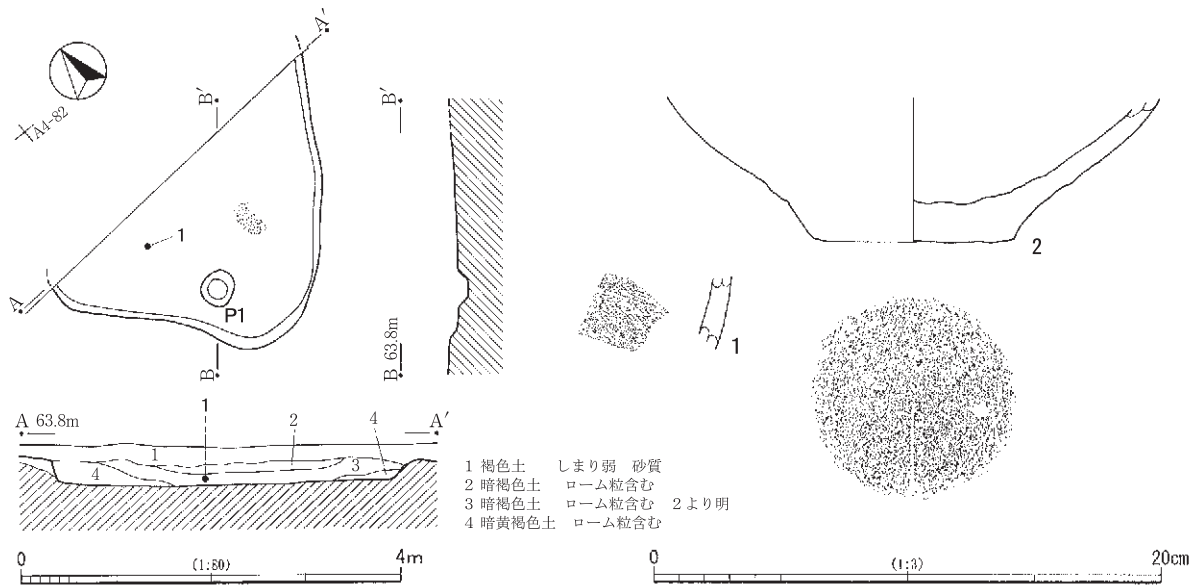 A4-82
A'
B'
B'
1
P1
A
B
B 63.8m
A 63.8m
1
A'
1
2
3
4
4
1 褐色土 しまり弱 砂質
2 暗褐色土 ローム粒含む
3 暗褐色土 ローム粒含む 2より明
4 暗黄褐色土 ローム粒含む
0 (1:80) 4m
2
1
0 (1:3) 20cm